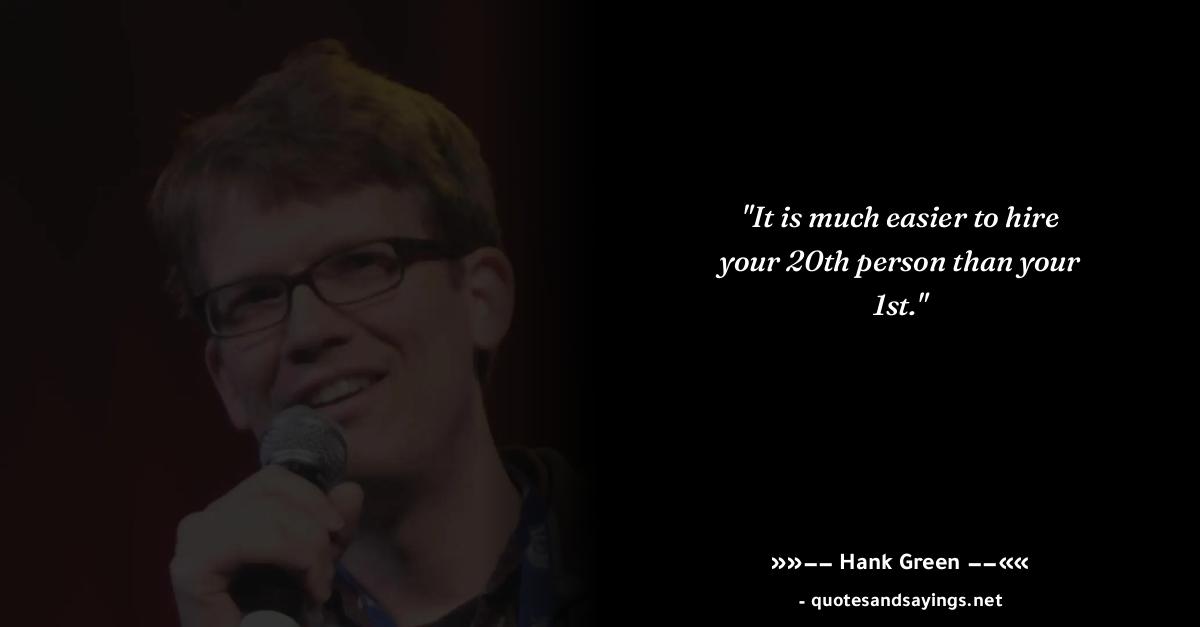 "It is much easier to hire
your 20th person than your
1st."
»»–– Hank Green ––««
- quotesandsayings.net